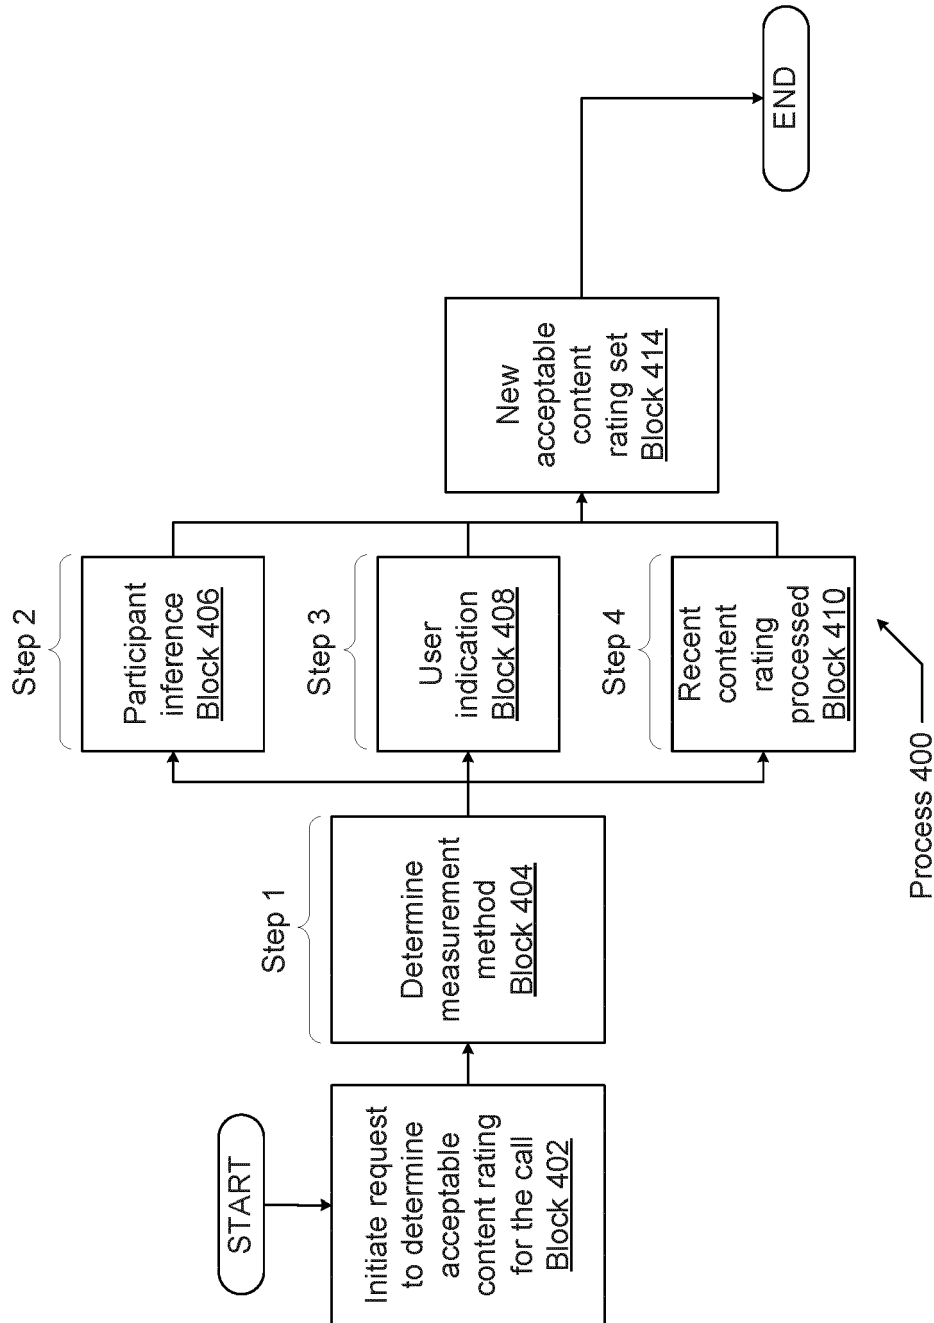 START
Initiate request
to determine
acceptable
content rating
for the call
Block 402
Step 1
Determine
measurement
method
Block 404
Step 2
Participant
inference
Block 406
Step 3
User
indication
Block 408
Step 4
Recent
content
rating
processed
Block 410
New
acceptable
content
rating set
Block 414
END
Process 400